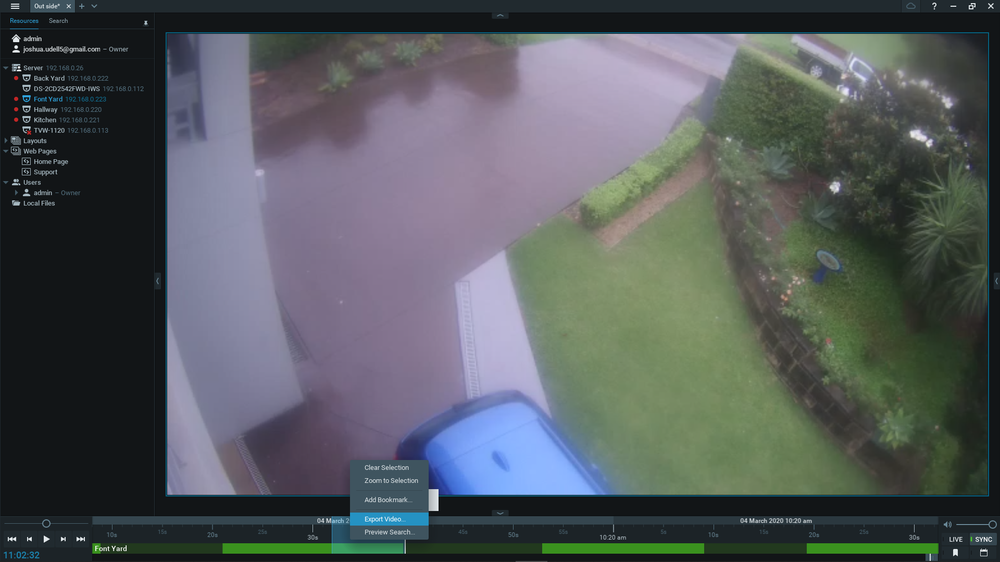 Out side*
?
Resources Search
admin
joshua.udell5@gmail.com – Owner
Server 192.168.0.26
Back Yard 192.168.0.222
DS-2CD2542FWD-IWS 192.168.0.112
Font Yard 192.168.0.223
Hallway 192.168.0.220
Kitchen 192.168.0.221
TVW-1120 192.168.0.113
Layouts
Web Pages
Home Page
Support
Users
admin – Owner
Local Files
Clear Selection
Zoom to Selection
Add Bookmark...
Export Video...
Preview Search...
04 March 2 04 March 2020 10:20 am
10s 15s 20s 25s 30s 45s 50s 55s 10:20 am 5s 10s 15s 20s 25s 30s
Font Yard
11:02:32
LIVE SYNC